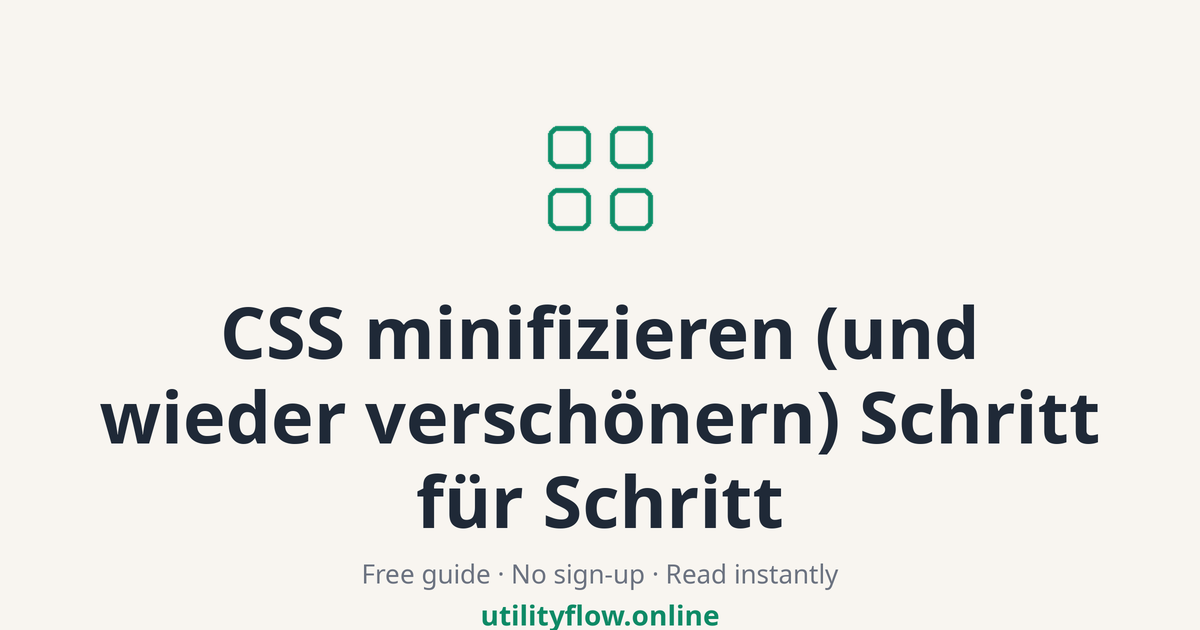 CSS minifizieren (und
wieder verschönern) Schritt
für Schritt
Free guide · No sign-up · Read instantly
utilityflow.online